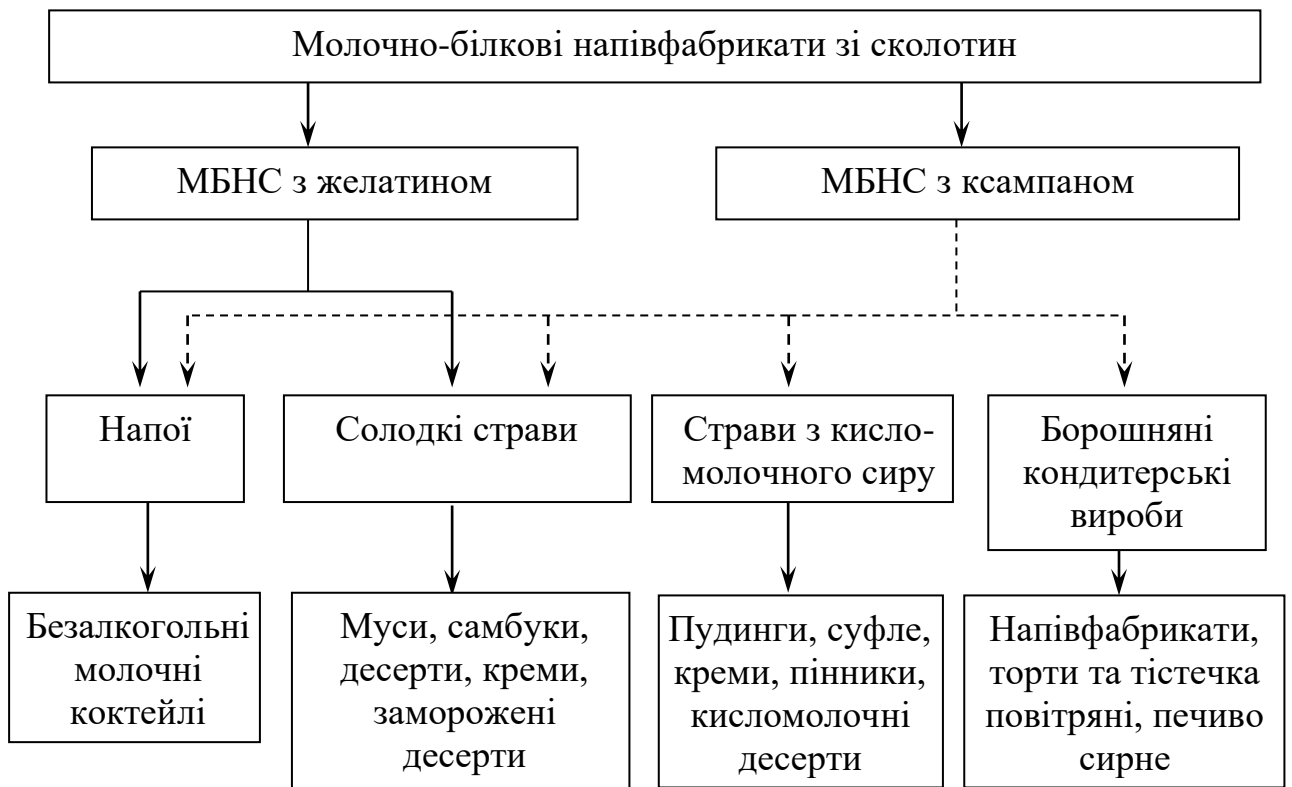 Молочно-білкові напівфабрикати зі сколотин
МБНС з желатином
МБНС з ксампаном
Напої
Солодкі страви
Страви з кисло-
молочного сиру
Борошняні
кондитерські
вироби
Безалкогольні
молочні
коктейлі
Муси, самбуки,
десерти, креми,
заморожені
десерти
Пудинги, суфле,
креми, пінники,
кисломолочні
десерти
Напівфабрикати,
торти та тістечка
повітряні, печиво
сирне